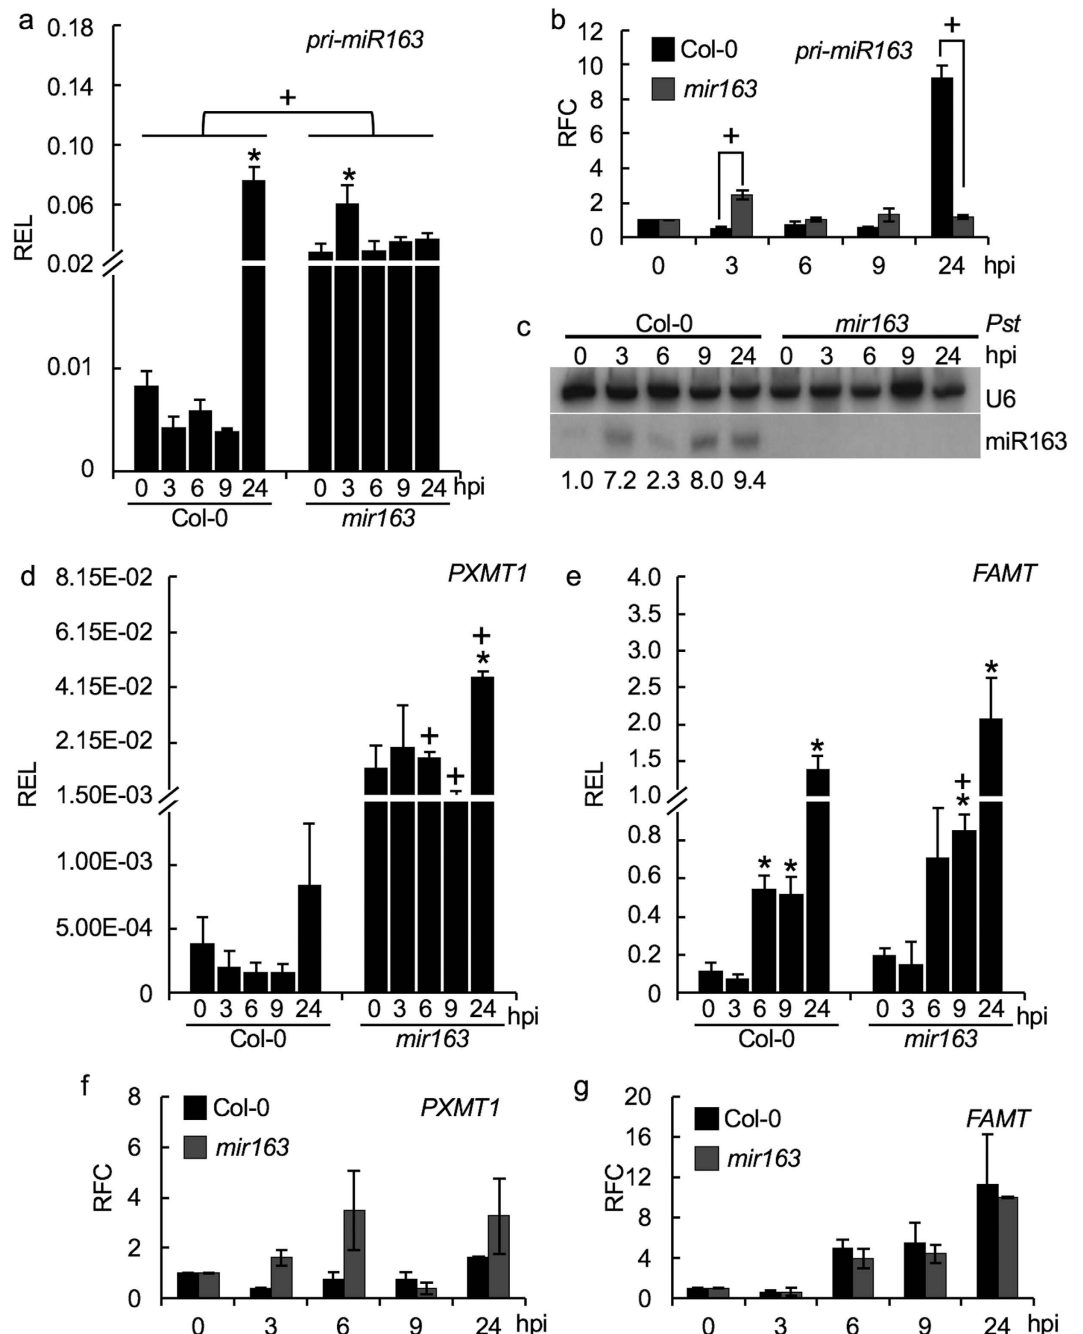 a
pri-miR163
REL
0.18
0.14
0.10
0.06
0.02
0.01
0
+
*
*
0 3 6 9 24 0 3 6 9 24 hpi
Col-0 mir163
b
Col-0
mir163
pri-miR163
RFC
12
10
8
6
4
2
0
+
+
0 3 6 9 24 hpi
c
Col-0 mir163 Pst
0 3 6 9 24 0 3 6 9 24 hpi
U6
miR163
1.0 7.2 2.3 8.0 9.4
d
PXMT1
REL
8.15E-02
6.15E-02
4.15E-02
2.15E-02
1.50E-03
1.00E-03
5.00E-04
0
+
+
+
*
0 3 6 9 24 0 3 6 9 24 hpi
Col-0 mir163
e
FAMT
REL
4.0
3.5
3.0
2.5
2.0
1.5
1.0
0.8
0.6
0.4
0.2
0
*
*
*
+
*
*
0 3 6 9 24 0 3 6 9 24 hpi
Col-0 mir163
f
Col-0
mir163
PXMT1
RFC
8
6
4
2
0
0 3 6 9 24 hpi
g
Col-0
mir163
FAMT
RFC
20
16
12
8
4
0
0 3 6 9 24 hpi